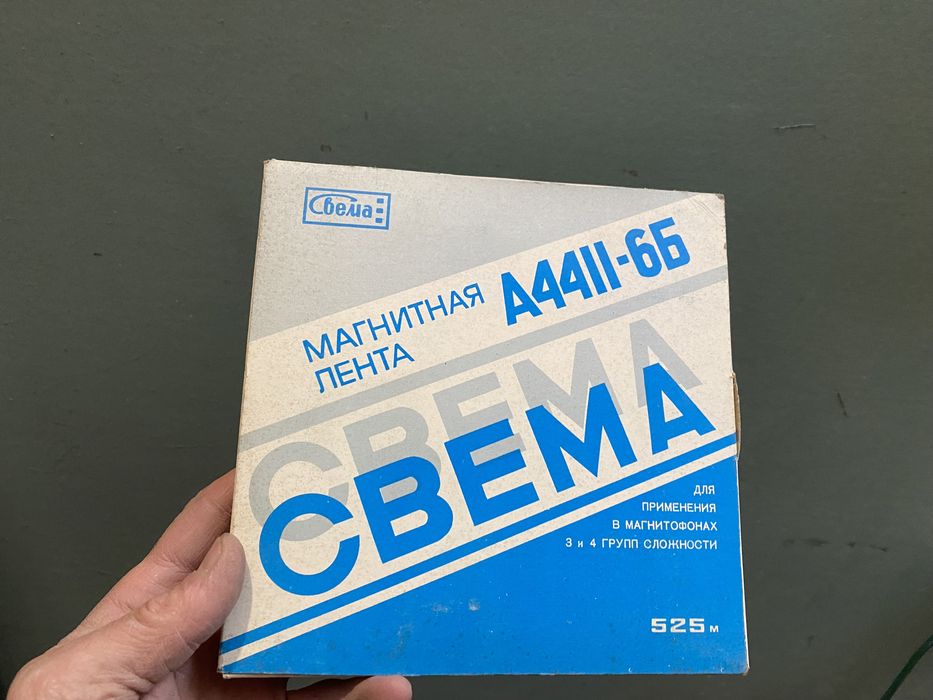 Свема
МАГНИТНАЯ А4411-6Б
ЛЕНТА
СВЕМА
СВЕМА
ДЛЯ
ПРИМЕНЕНИЯ
В МАГНИТОФОНАХ
3 и 4 ГРУПП СЛОЖНОСТИ
525 м